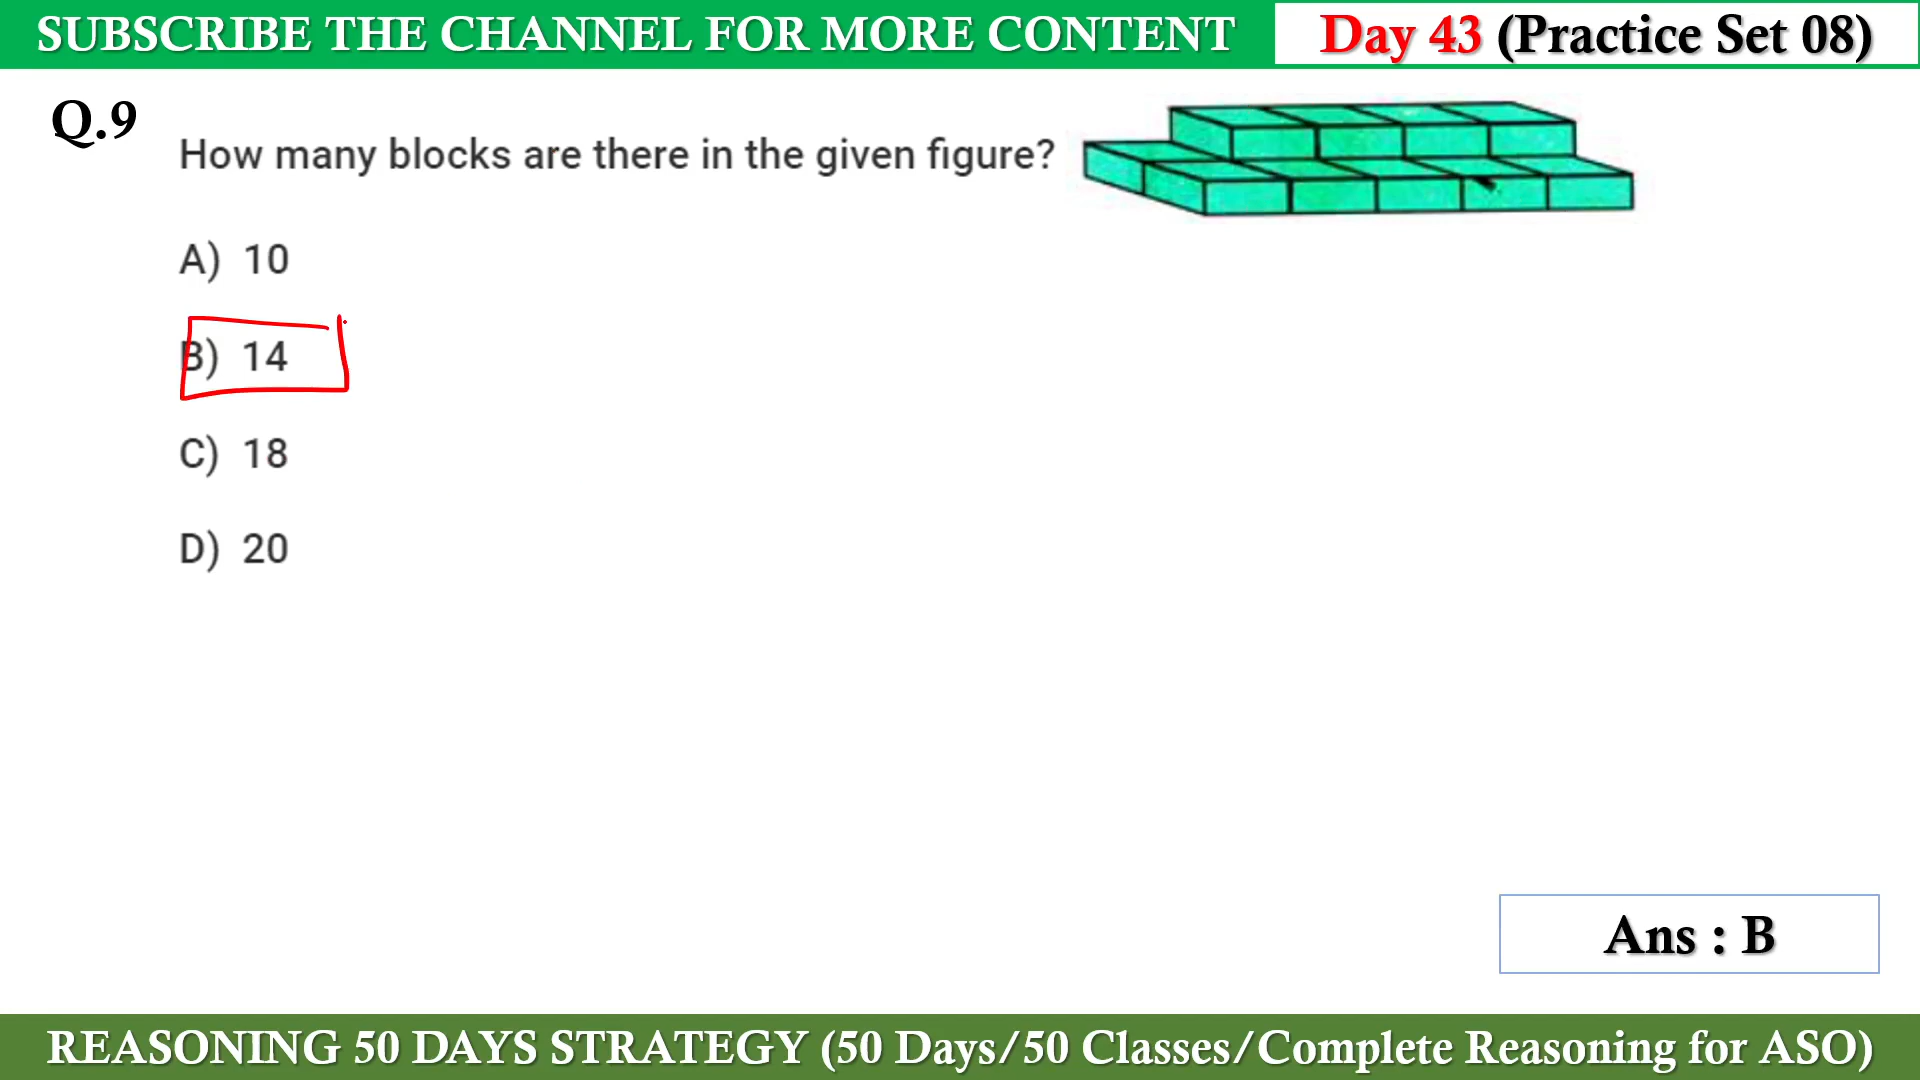 SUBSCRIBE THE CHANNEL FOR MORE CONTENT
Day 43 (Practice Set 08)
Q.9
How many blocks are there in the given figure?
A) 10
B) 14
C) 18
D) 20
Ans : B
REASONING 50 DAYS STRATEGY (50 Days/50 Classes/Complete Reasoning for ASO)